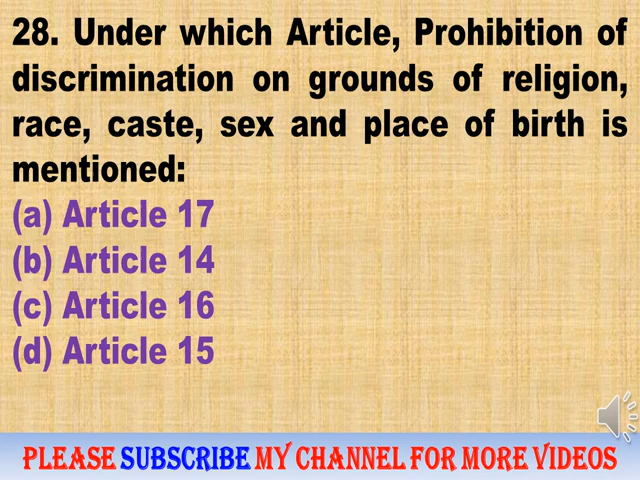 28. Under which Article, Prohibition of
discrimination on grounds of religion,
race, caste, sex and place of birth is
mentioned:
(a) Article 17
(b) Article 14
(c) Article 16
(d) Article 15
PLEASE SUBSCRIBE MY CHANNEL FOR MORE VIDEOS